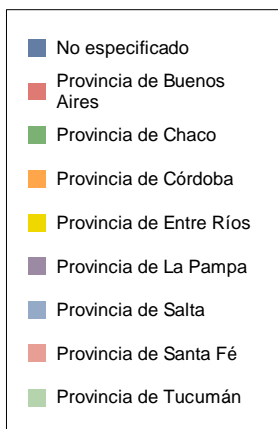 No especificado
Provincia de Buenos
Aires
Provincia de Chaco
Provincia de Córdoba
Provincia de Entre Ríos
Provincia de La Pampa
Provincia de Salta
Provincia de Santa Fé
Provincia de Tucumán